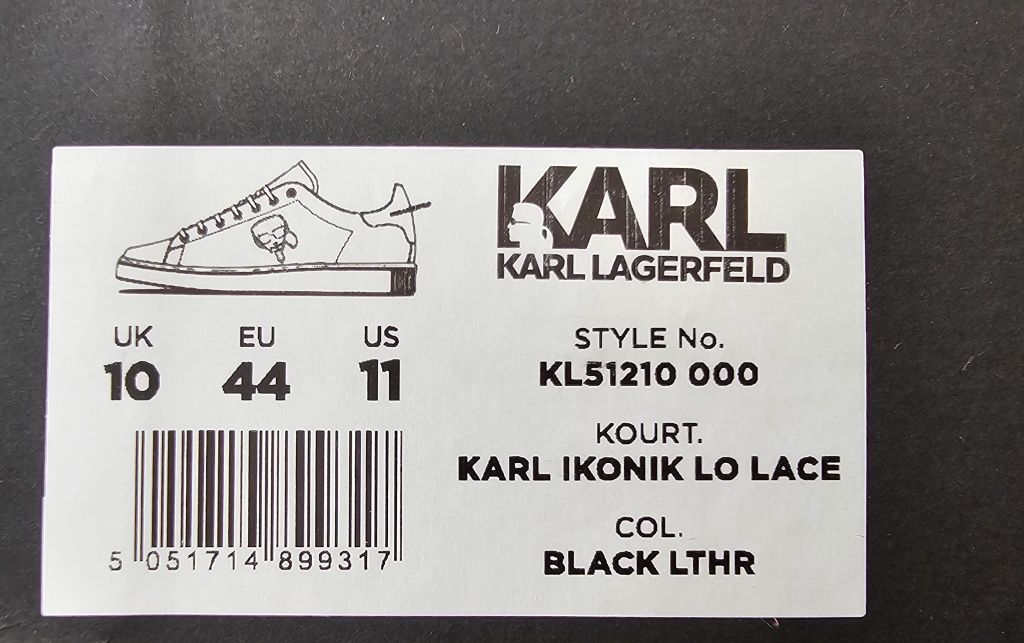 KARL
KARL LAGERFELD
UK EU US
10 44 11
5 051714 899317
STYLE No.
KL51210 000
KOURT.
KARL IKONIK LO LACE
COL.
BLACK LTHR